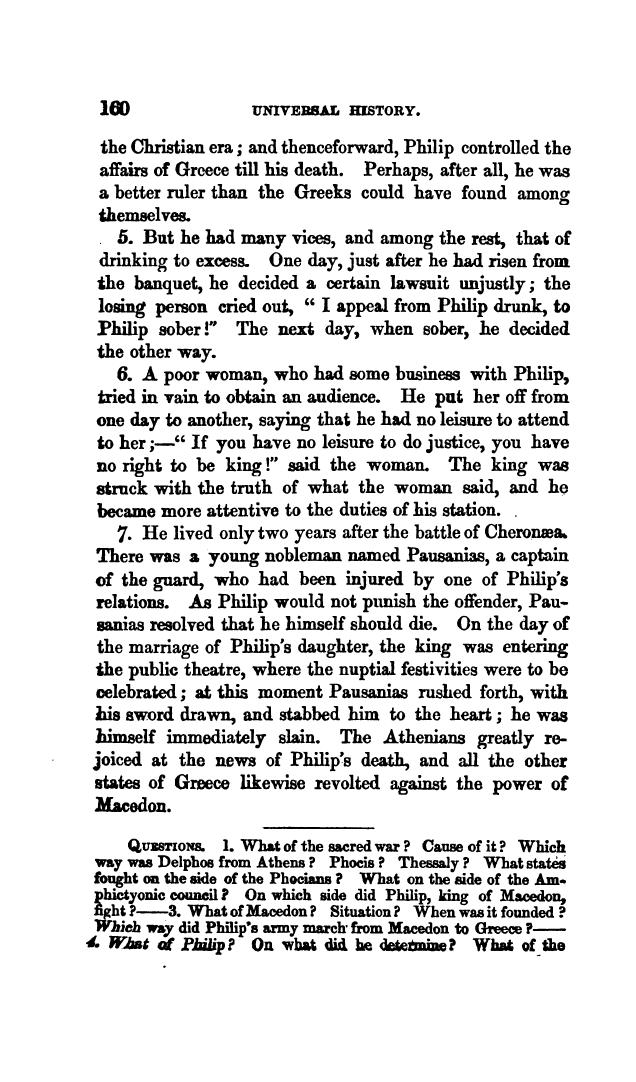 160 UNIVERSAL HISTORY.
the Christian era; and thenceforward, Philip controlled the
affairs of Greece till his death. Perhaps, after all, he was
a better ruler than the Greeks could have found among
themselves.
5. But he had many vices, and among the rest, that of
drinking to excess. One day, just after he had risen from
the banquet, he decided a certain lawsuit unjustly; the
losing person cried out, “ I appeal from Philip drunk, to
Philip sober!” The next day, when sober, he decided
the other way.
6. A poor woman, who had some business with Philip,
tried in vain to obtain an audience. He put her off from
one day to another, saying that he had no leisure to attend
to her;—“ If you have no leisure to do justice, you have
no right to be king!” said the woman. The king was
struck with the truth of what the woman said, and he
became more attentive to the duties of his station.
7. He lived only two years after the battle of Cheronæa.
There was a young nobleman named Pausanias, a captain
of the guard, who had been injured by one of Philip's
relations. As Philip would not punish the offender, Pau-
sanias resolved that he himself should die. On the day of
the marriage of Philip's daughter, the king was entering
the public theatre, where the nuptial festivities were to be
celebrated; at this moment Pausanias rushed forth, with
his sword drawn, and stabbed him to the heart; he was
himself immediately slain. The Athenians greatly re-
joiced at the news of Philip's death, and all the other
states of Greece likewise revolted against the power of
Macedon.
QUESTIONS. 1. What of the sacred war? Cause of it? Which
way was Delphos from Athens? Phocis? Thessaly? What states
fought on the side of the Phocians? What on the side of the Am-
phictyonic council? On which side did Philip, king of Macedon,
fight?——3. What of Macedon? Situation? When was it founded?
Which way did Philip's army march from Macedon to Greece?——
4. What of Philip? On what did he determine? What of the